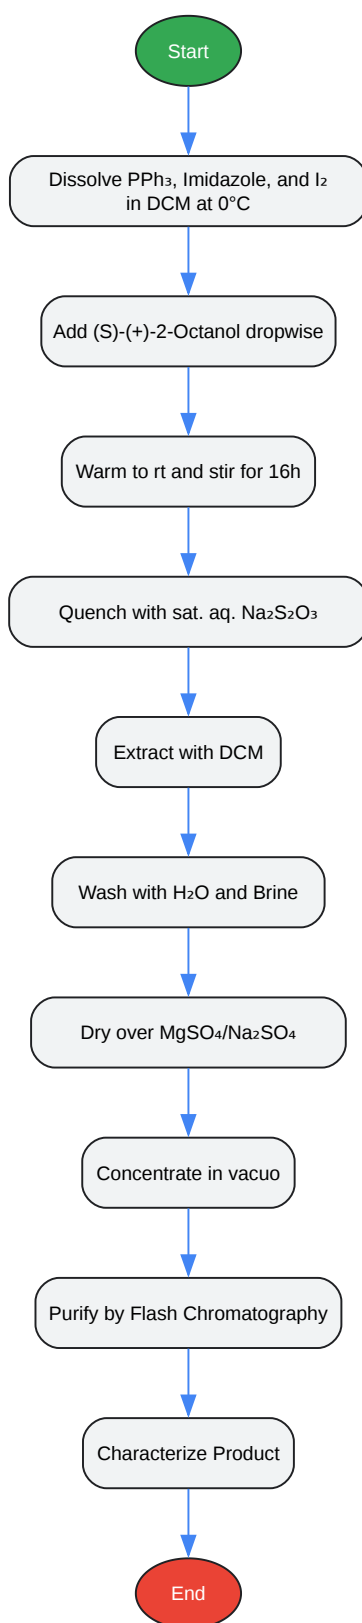 Start
Dissolve PPh₃, Imidazole, and I₂
in DCM at 0°C
Add (S)-(+)-2-Octanol dropwise
Warm to rt and stir for 16h
Quench with sat. aq. Na₂S₂O₃
Extract with DCM
Wash with H₂O and Brine
Dry over MgSO₄/Na₂SO₄
Concentrate in vacuo
Purify by Flash Chromatography
Characterize Product
End